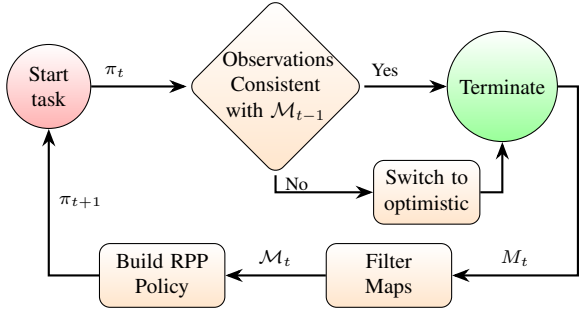 Start
task
π_t
Observations
Consistent
with ℳ_{t−1}
Yes
Terminate
No
Switch to
optimistic
π_{t+1}
Build RPP
Policy
ℳ_t
Filter
Maps
M_t